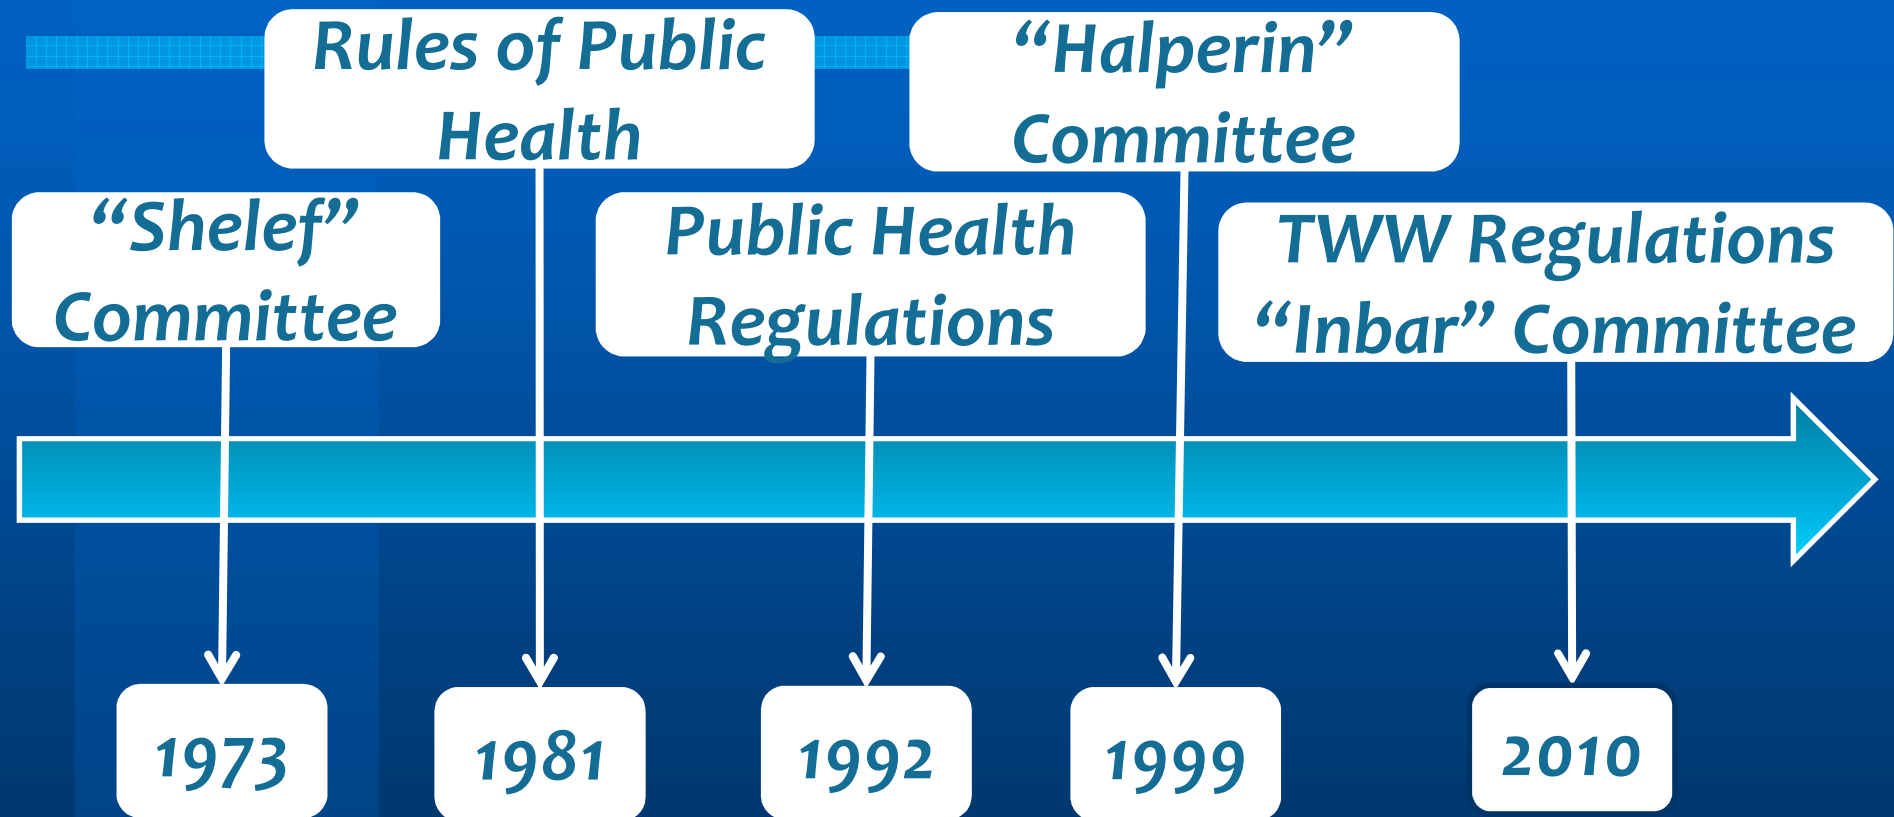 Rules of Public
Health
“Halperin”
Committee
“Shelef”
Committee
Public Health
Regulations
TWW Regulations
“Inbar” Committee
1973
1981
1992
1999
2010